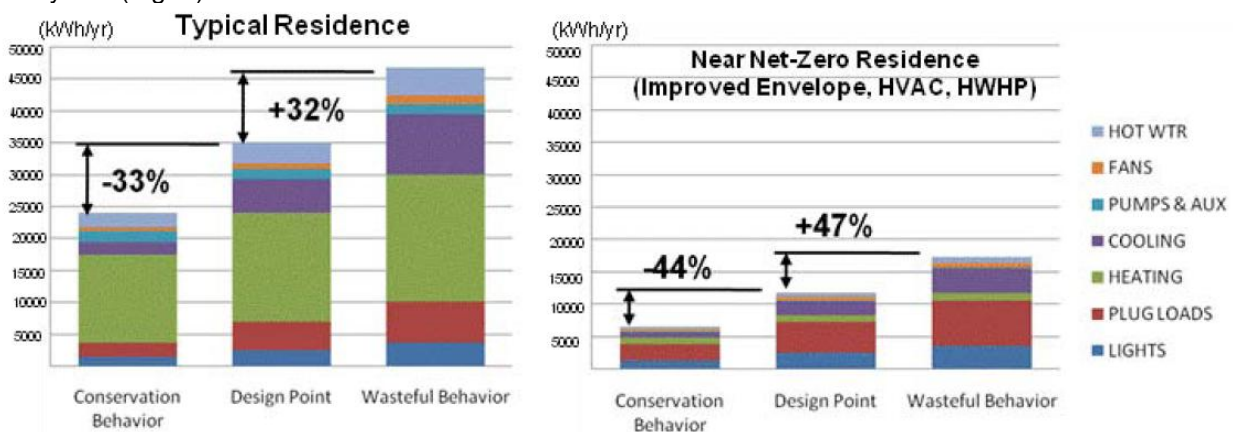 (kWh/yr)
Typical Residence
50000
45000
40000
35000
30000
25000
20000
15000
10000
5000
+32%
-33%
Conservation
Behavior
Design Point
Wasteful Behavior
(kWh/yr)
Near Net-Zero Residence
(Improved Envelope, HVAC, HWHP)
50000
45000
40000
35000
30000
25000
20000
15000
10000
5000
+47%
-44%
Conservation
Behavior
Design Point
Wasteful Behavior
HOT WTR
FANS
PUMPS & AUX
COOLING
HEATING
PLUG LOADS
LIGHTS